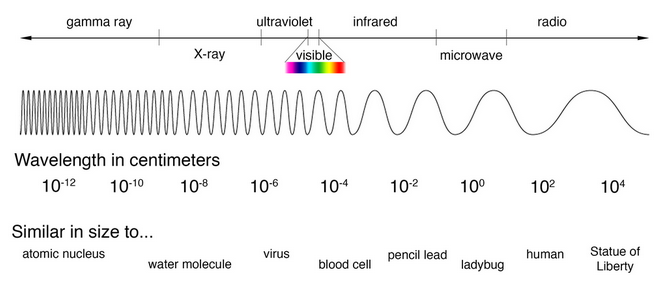 gamma ray ultraviolet infrared radio
X-ray visible microwave
Wavelength in centimeters
10⁻¹² 10⁻¹⁰ 10⁻⁸ 10⁻⁶ 10⁻⁴ 10⁻² 10⁰ 10² 10⁴
Similar in size to...
atomic nucleus water molecule virus blood cell pencil lead ladybug human Statue of
Liberty